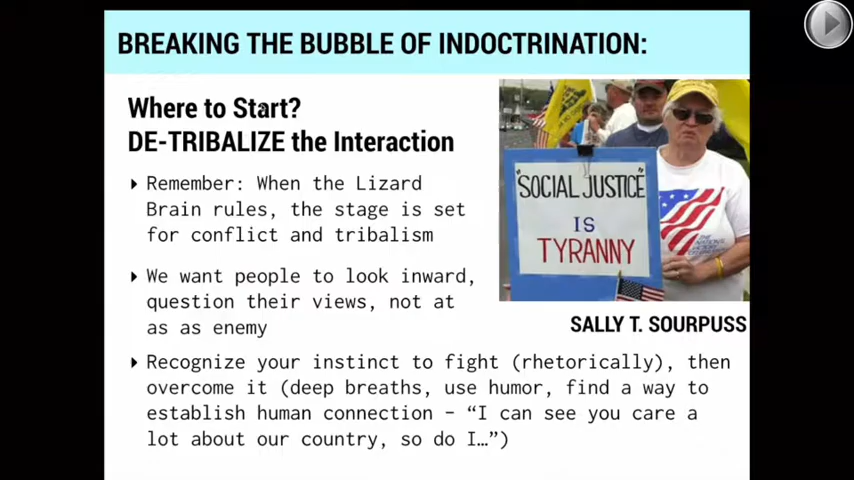 BREAKING THE BUBBLE OF INDOCTRINATION:
Where to Start?
DE-TRIBALIZE the Interaction
Remember: When the Lizard
Brain rules, the stage is set
for conflict and tribalism
We want people to look inward,
question their views, not at
as as enemy
Recognize your instinct to fight (rhetorically), then
overcome it (deep breaths, use humor, find a way to
establish human connection – “I can see you care a
lot about our country, so do I…”)
"SOCIAL JUSTICE"
IS
TYRANNY
SALLY T. SOURPUSS